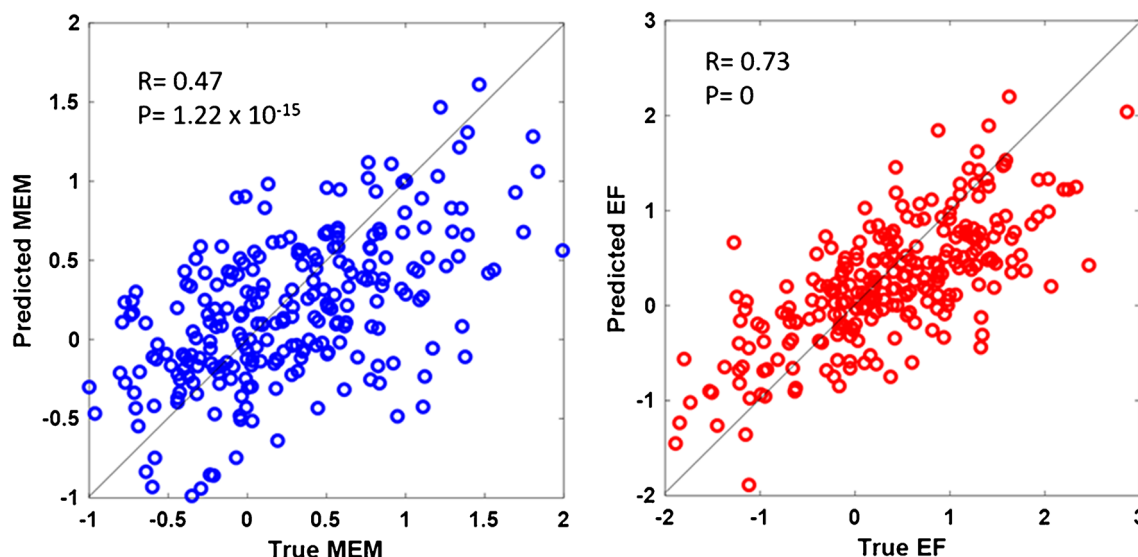 2
1.5
1
0.5
0
-0.5
-1
Predicted MEM
R= 0.47
P= 1.22 x 10-15
-1 -0.5 0 0.5 1 1.5 2
True MEM
3
2
1
0
-1
-2
Predicted EF
R= 0.73
P= 0
-2 -1 0 1 2 3
True EF